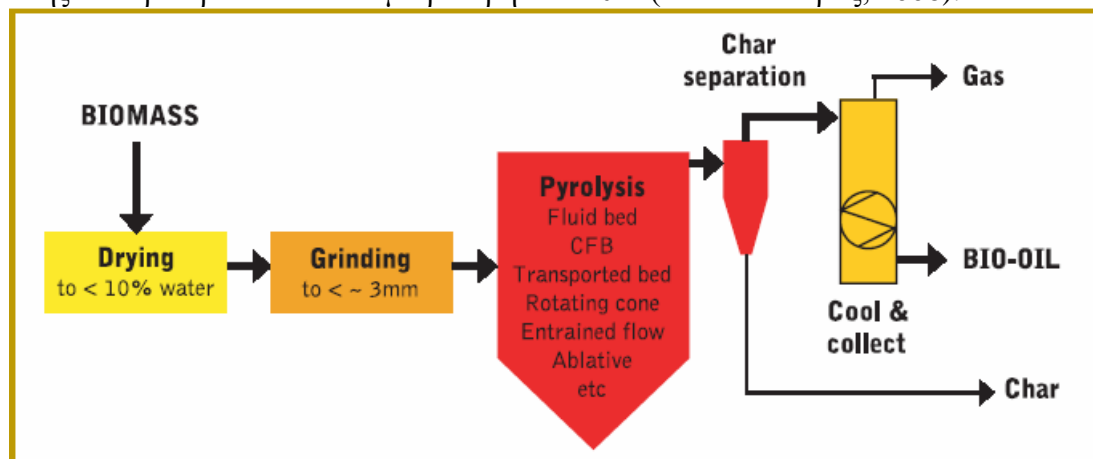 BIOMASS
Drying
to < 10% water
Grinding
to < ~ 3mm
Pyrolysis
Fluid bed
CFB
Transported bed
Rotating cone
Entrained flow
Ablative
etc
Char
separation
Gas
BIO-OIL
Cool &
collect
Char